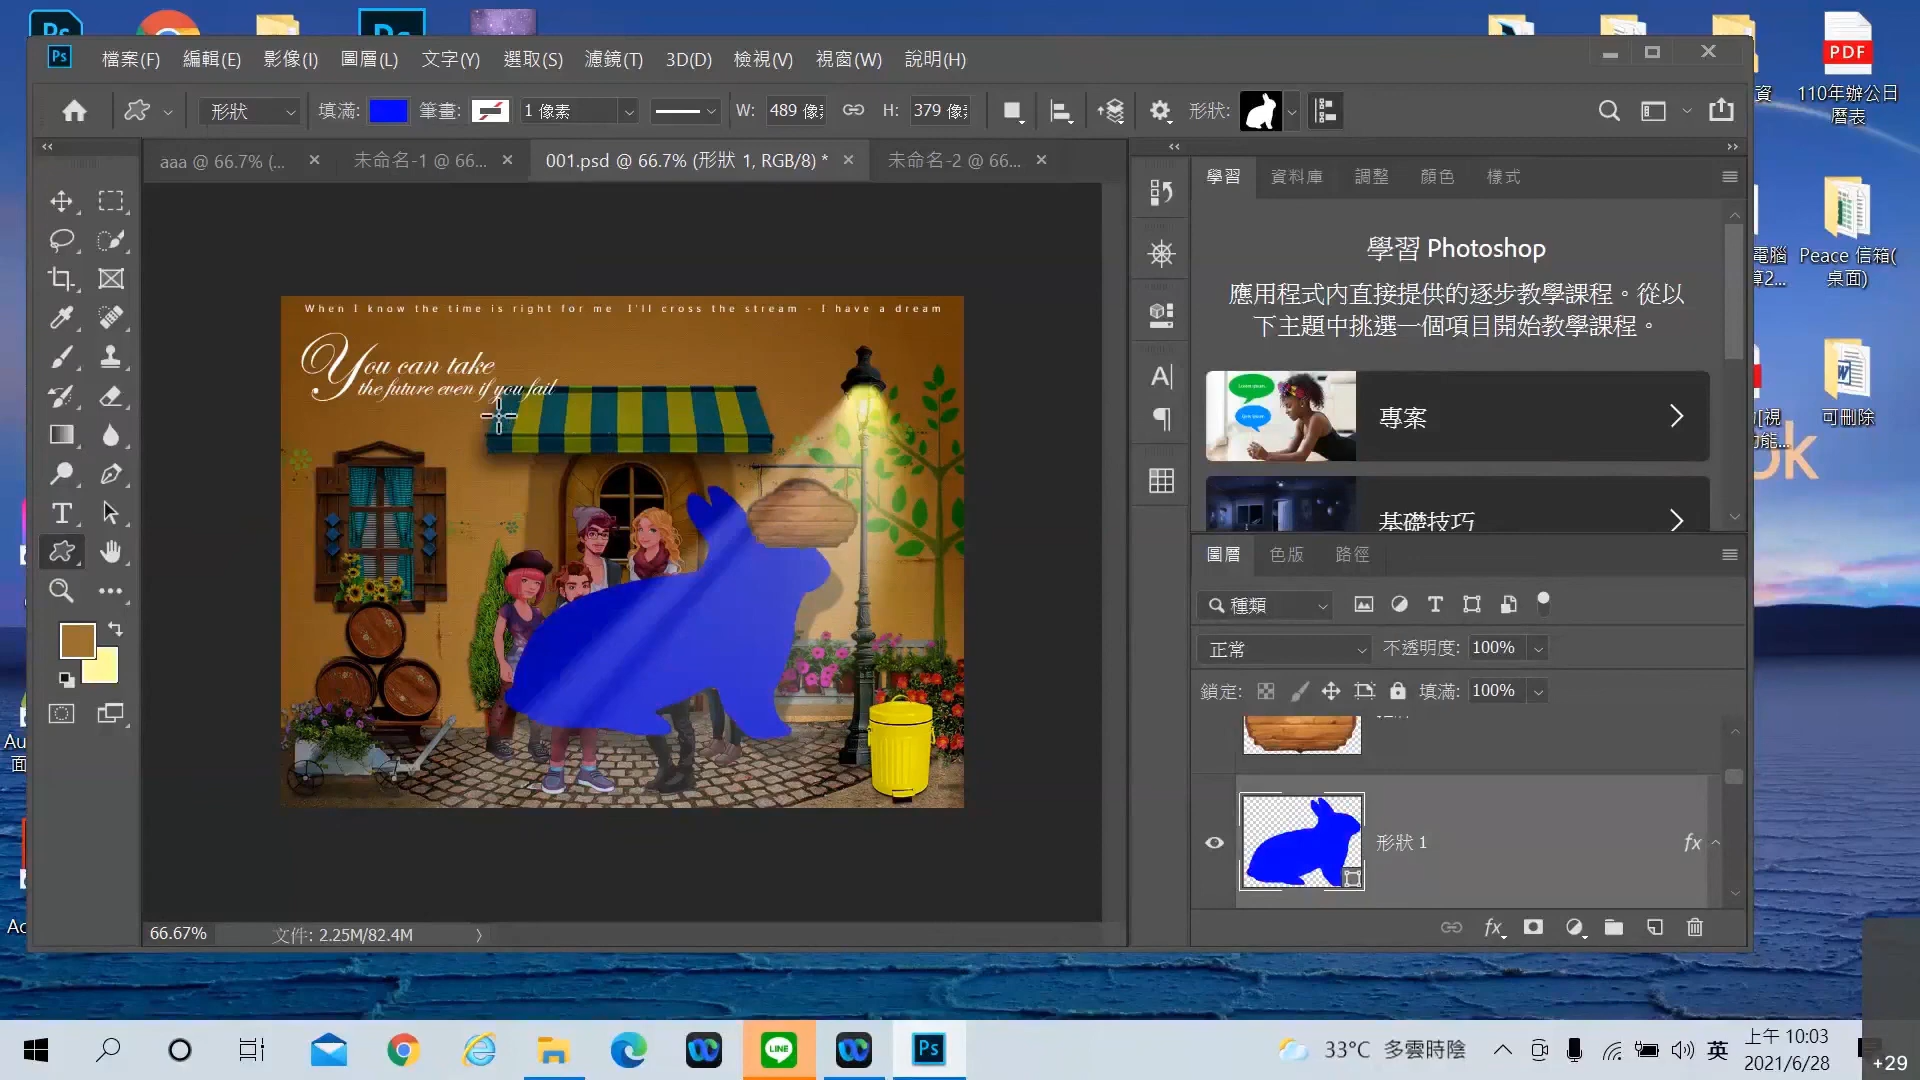 Ps
檔案(F) 編輯(E) 影像(I) 圖層(L) 文字(Y) 選取(S) 濾鏡(T) 3D(D) 檢視(V) 視窗(W) 說明(H)
形狀 填滿: 筆畫: 1 像素 W: 489 像 H: 379 像 形狀:
aaa @ 66.7% (... 未命名-1 @ 66... 001.psd @ 66.7% (形狀 1, RGB/8) * 未命名-2 @ 66...
When I know the time is right for me I'll cross the stream - I have a dream
You can take
the future even if you fail
66.67% 文件: 2.25M/82.4M
學習 資料庫 調整 顏色 樣式
學習 Photoshop
應用程式內直接提供的逐步教學課程。從以
下主題中挑選一個項目開始教學課程。
專案
基礎技巧
圖層 色版 路徑
種類
正常 不透明度: 100%
鎖定: 填滿: 100%
形狀 1 fx
PDF
110年辦公日
曆表
資
Peace 信箱(
桌面)
電腦
可刪除
33°C 多雲時陰 英 上午 10:03
2021/6/28
LINE
Ps
+29